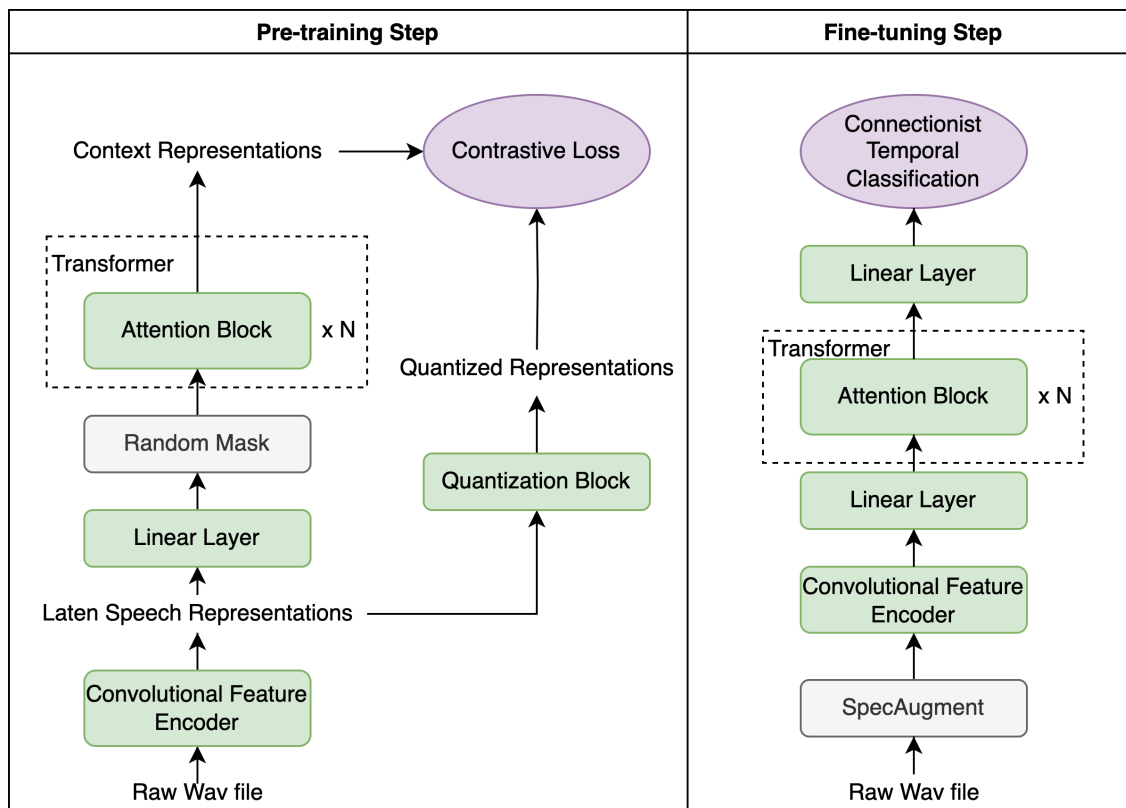 Pre-training Step
Fine-tuning Step
Context Representations
Contrastive Loss
Transformer
Attention Block
x N
Random Mask
Linear Layer
Laten Speech Representations
Convolutional Feature
Encoder
Raw Wav file
Quantized Representations
Quantization Block
Connectionist
Temporal
Classification
Linear Layer
Transformer
Attention Block
x N
Linear Layer
Convolutional Feature
Encoder
SpecAugment
Raw Wav file